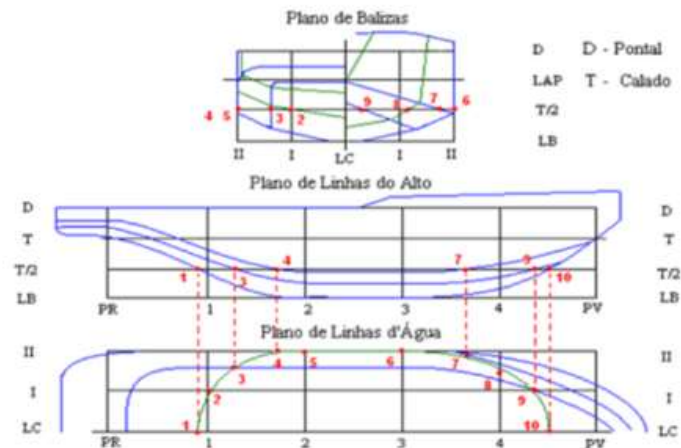 Plano de Balizas
D D - Pontal
LAP T - Calado
T/2
LB
4 5 3 2 9 8 7 6
II I LC I II
Plano de Linhas do Alto
D D
T T
T/2 1 3 4 7 9 10 T/2
LB LB
PR 1 2 3 4 PV
Plano de Linhas d'Água
II 4 5 6 7 II
3 8
I 2 9 I
LC 1 10 LC
PR 1 2 3 4 PV